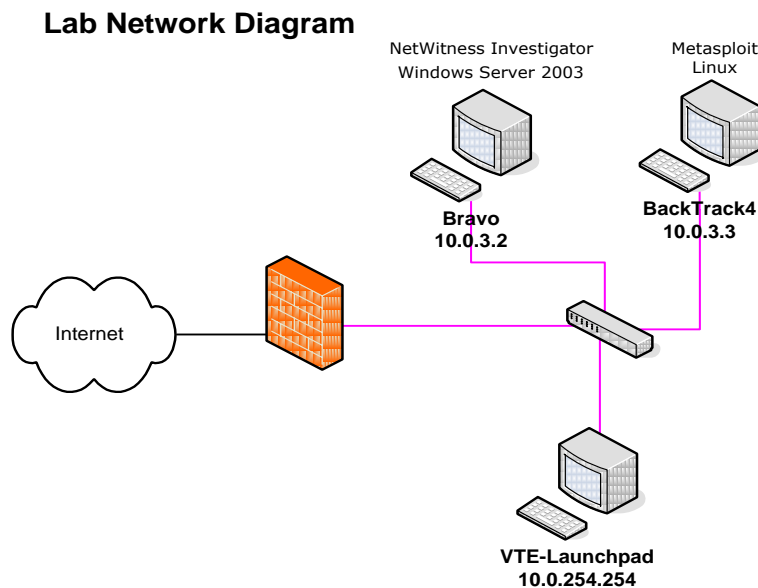 Lab Network Diagram
NetWitness Investigator
Windows Server 2003
Metasploit
Linux
Bravo
10.0.3.2
BackTrack4
10.0.3.3
Internet
VTE-Launchpad
10.0.254.254